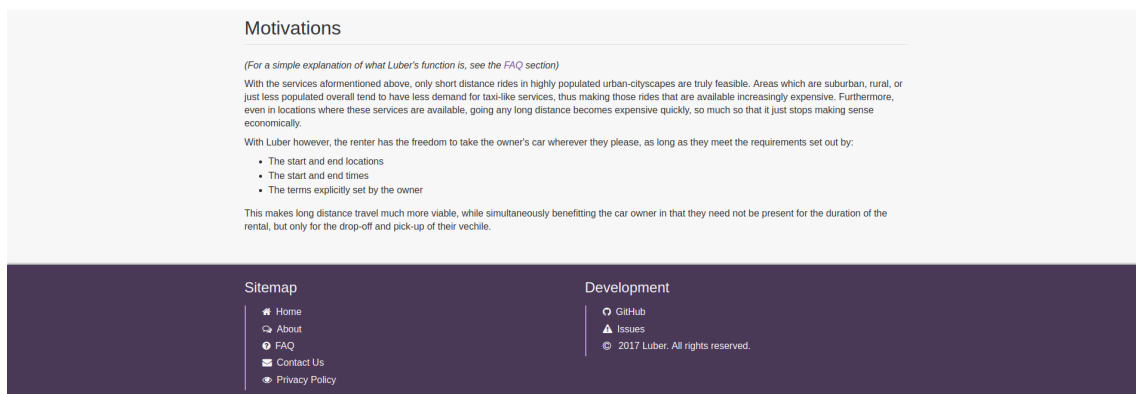 Motivations
(For a simple explanation of what Luber's function is, see the FAQ section)
With the services aformentioned above, only short distance rides in highly populated urban-cityscapes are truly feasible. Areas which are suburban, rural, or
just less populated overall tend to have less demand for taxi-like services, thus making those rides that are available increasingly expensive. Furthermore,
even in locations where these services are available, going any long distance becomes expensive quickly, so much so that it just stops making sense
economically.
With Luber however, the renter has the freedom to take the owner's car wherever they please, as long as they meet the requirements set out by:
• The start and end locations
• The start and end times
• The terms explicitly set by the owner
This makes long distance travel much more viable, while simultaneously benefitting the car owner in that they need not be present for the duration of the
rental, but only for the drop-off and pick-up of their vechile.
Sitemap
Home
About
FAQ
Contact Us
Privacy Policy
Development
GitHub
Issues
© 2017 Luber. All rights reserved.